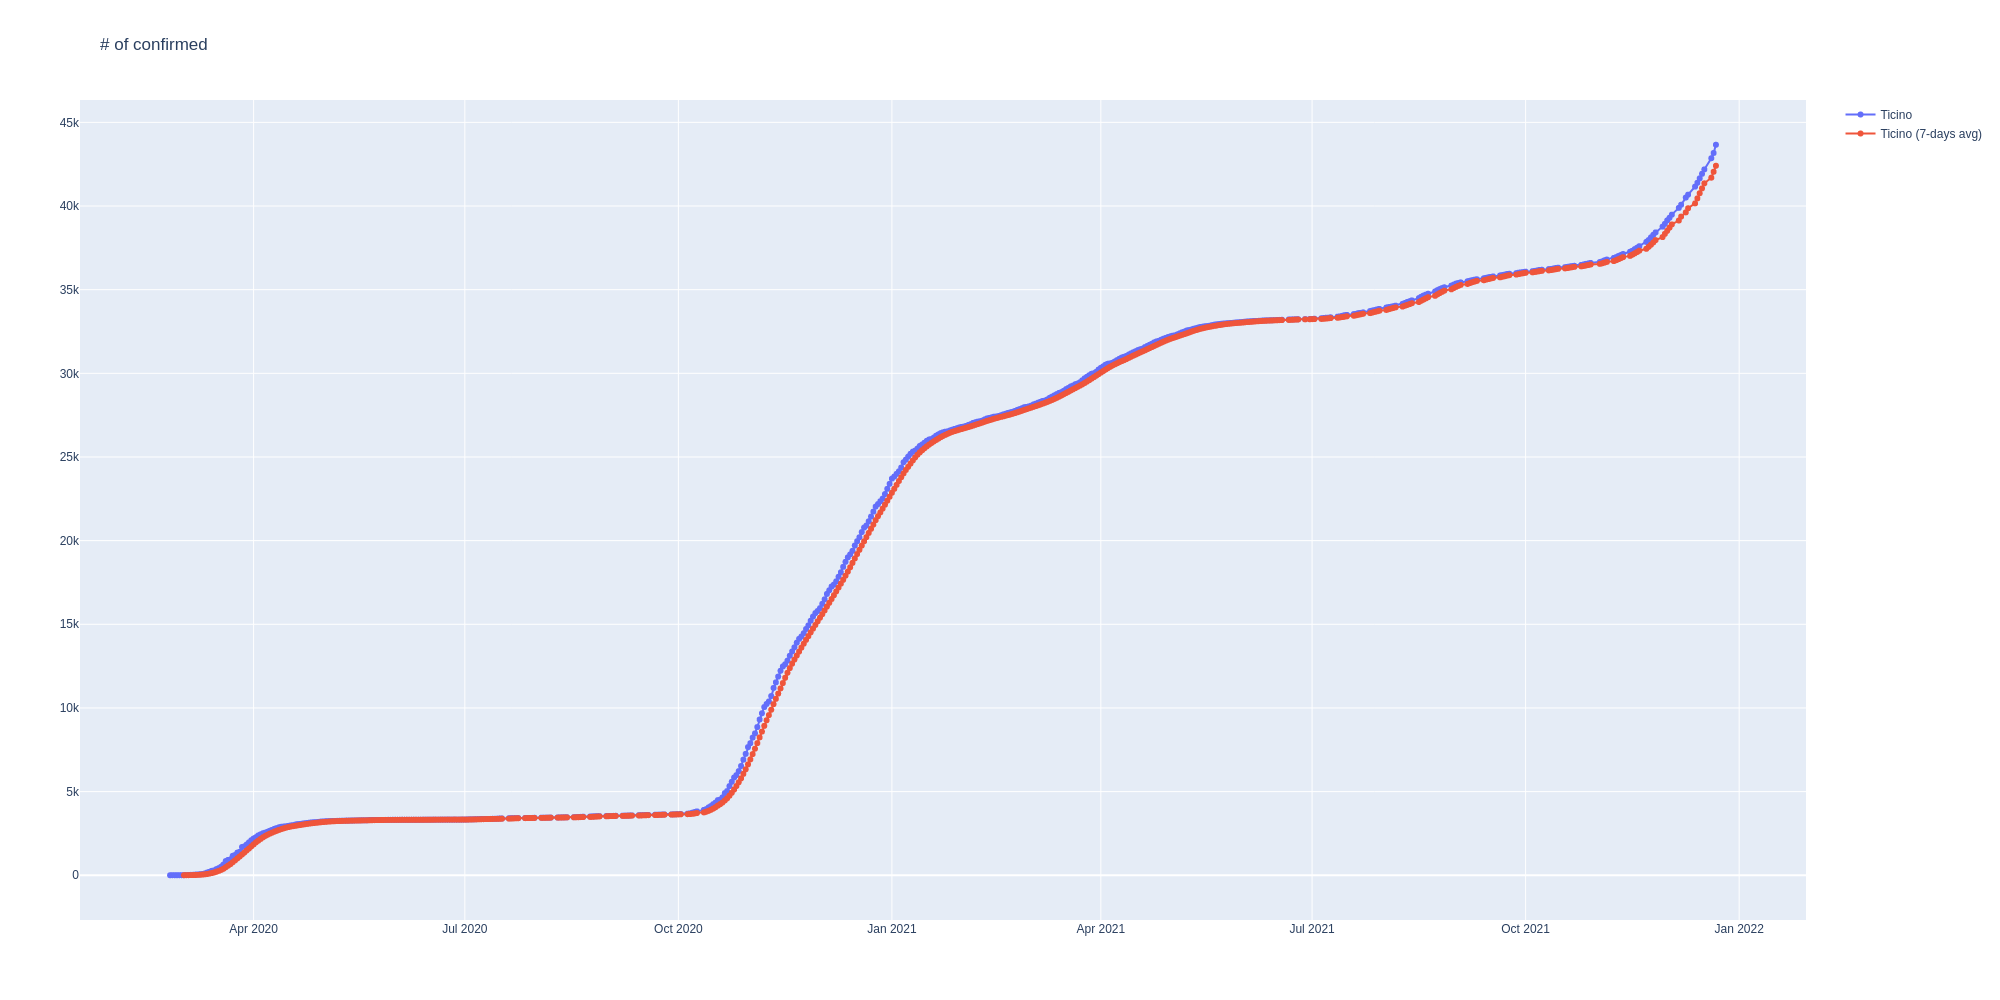 # of confirmed
Ticino
Ticino (7-days avg)
45k
40k
35k
30k
25k
20k
15k
10k
5k
0
Apr 2020 Jul 2020 Oct 2020 Jan 2021 Apr 2021 Jul 2021 Oct 2021 Jan 2022